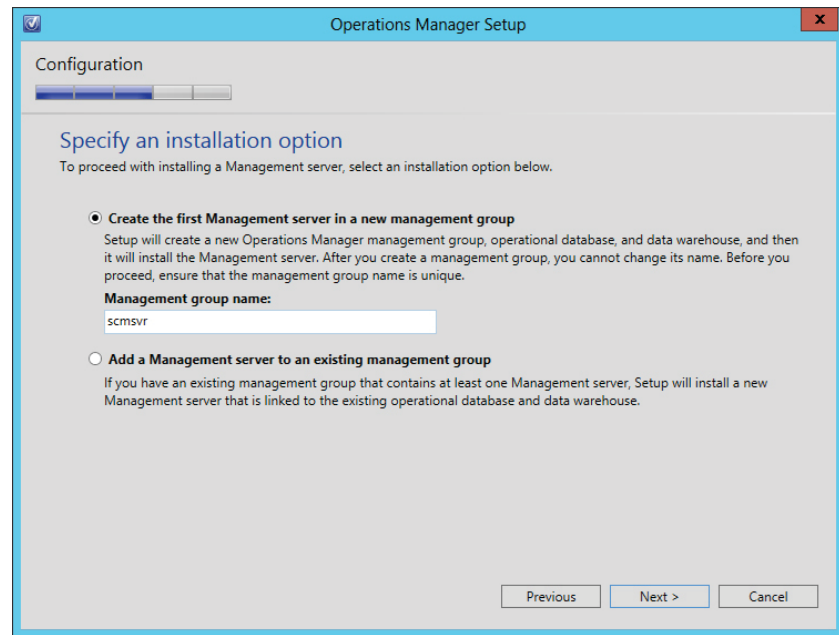 Operations Manager Setup
x
Configuration
Specify an installation option
To proceed with installing a Management server, select an installation option below.
Create the first Management server in a new management group
Setup will create a new Operations Manager management group, operational database, and data warehouse, and then
it will install the Management server. After you create a management group, you cannot change its name. Before you
proceed, ensure that the management group name is unique.
Management group name:
scmsvr
Add a Management server to an existing management group
If you have an existing management group that contains at least one Management server, Setup will install a new
Management server that is linked to the existing operational database and data warehouse.
Previous
Next >
Cancel